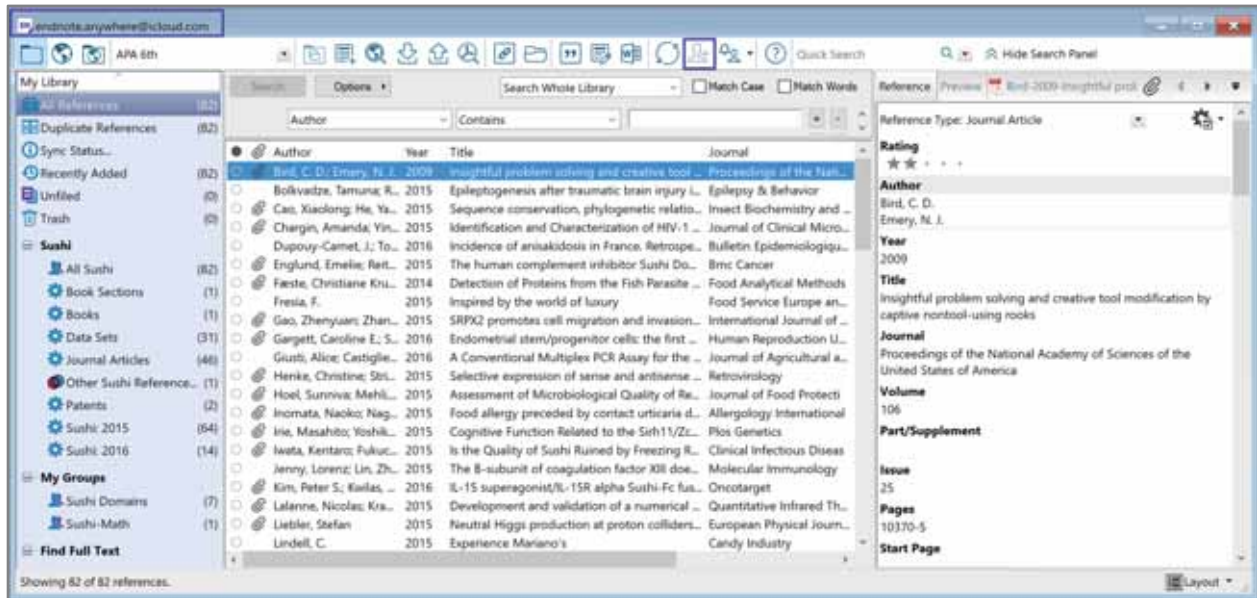 endnote.anywhere@icloud.com
APA 6th Quick Search Hide Search Panel
My Library
All References (82)
Duplicate References (82)
Sync Status...
Recently Added (82)
Unfiled (0)
Trash (0)
Sushi
All Sushi (82)
Book Sections (1)
Books (1)
Data Sets (31)
Journal Articles (46)
Other Sushi Reference... (1)
Patents (2)
Sushi: 2015 (64)
Sushi: 2016 (14)
My Groups
Sushi Domains (7)
Sushi-Math (1)
Find Full Text
Search Options Search Whole Library Match Case Match Words
Author Contains
Author Year Title Journal
Bird, C. D.; Emery, N. J. 2009 Insightful problem solving and creative tool ... Proceedings of the Nati...
Bolkvadze, Tamuna; R... 2015 Epileptogenesis after traumatic brain injury i... Epilepsy & Behavior
Cao, Xiaolong; He, Ya... 2015 Sequence conservation, phylogenetic relatio... Insect Biochemistry and ...
Chargin, Amanda; Yin... 2015 Identification and Characterization of HIV-1 ... Journal of Clinical Micro...
Dupouy-Camet, J.; To... 2016 Incidence of anisakidosis in France. Retrospe... Bulletin Epidemiologiqu...
Englund, Emelie; Reit... 2015 The human complement inhibitor Sushi Do... Bmc Cancer
Fæste, Christiane Kru... 2014 Detection of Proteins from the Fish Parasite ... Food Analytical Methods
Fresia, F. 2015 Inspired by the world of luxury Food Service Europe an...
Gao, Zhenyuan; Zhan... 2015 SRPX2 promotes cell migration and invasion... International Journal of ...
Gargett, Caroline E.; S... 2016 Endometrial stem/progenitor cells: the first ... Human Reproduction U...
Giusti, Alice; Castiglie... 2016 A Conventional Multiplex PCR Assay for the ... Journal of Agricultural a...
Henke, Christine; Stri... 2015 Selective expression of sense and antisense ... Retrovirology
Hoel, Sunniva; Mehli... 2015 Assessment of Microbiological Quality of Re... Journal of Food Protecti
Inomata, Naoko; Nag... 2015 Food allergy preceded by contact urticaria d... Allergology International
Irie, Masahito; Yoshik... 2015 Cognitive Function Related to the Sirh11/Zc... Plos Genetics
Iwata, Kentaro; Fukuc... 2015 Is the Quality of Sushi Ruined by Freezing R... Clinical Infectious Diseas
Jenny, Lorenz; Lin, Zh... 2015 The B-subunit of coagulation factor XIII doe... Molecular Immunology
Kim, Peter S.; Kwilas, ... 2016 IL-15 superagonist/IL-15R alpha Sushi-Fc fus... Oncotarget
Lalanne, Nicolas; Kra... 2015 Development and validation of a numerical ... Quantitative Infrared Th...
Liebler, Stefan 2015 Neutral Higgs production at proton colliders... European Physical Journ...
Lindell, C. 2015 Experience Mariano's Candy Industry
Reference Preview Bird-2009-Insightful prol
Reference Type: Journal Article
Rating
Author
Bird, C. D.
Emery, N. J.
Year
2009
Title
Insightful problem solving and creative tool modification by
captive nontool-using rooks
Journal
Proceedings of the National Academy of Sciences of the
United States of America
Volume
106
Part/Supplement
Issue
25
Pages
10370-5
Start Page
Showing 82 of 82 references.
Layout